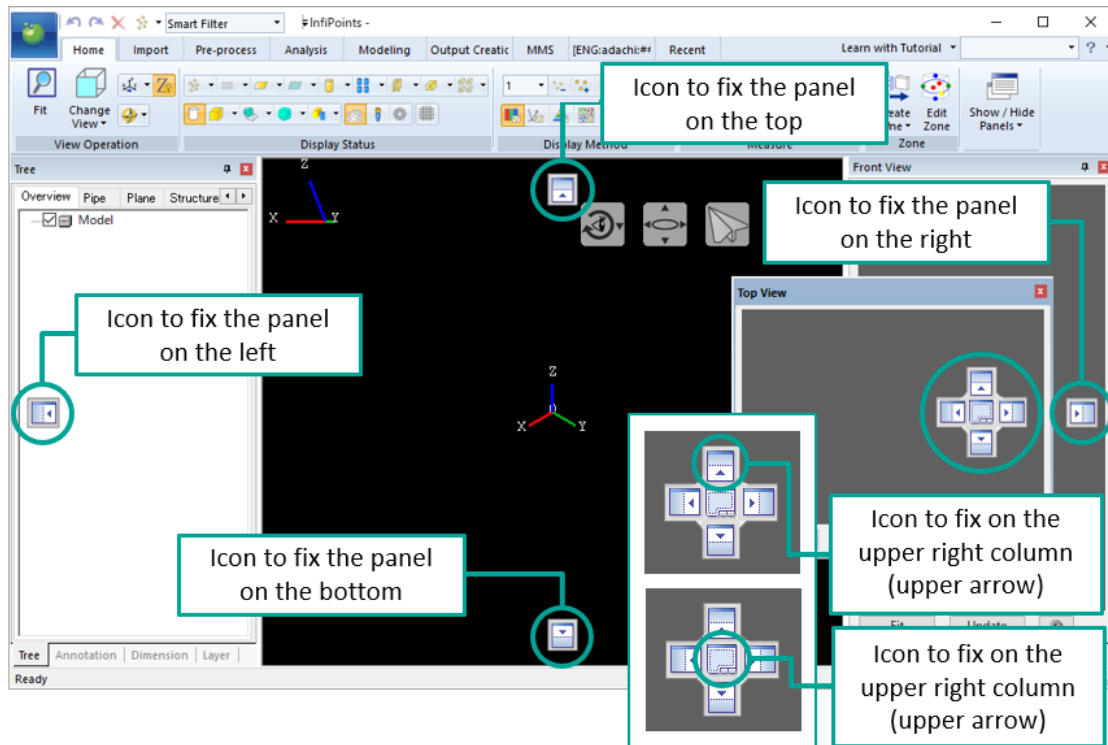 Smart Filter
InfiPoints -
Home Import Pre-process Analysis Modeling Output Creatic MMS [ENG:adachi:## Recent Learn with Tutorial ?
Fit
Change
View
Z
1
Edit
Zone
Show / Hide
Panels
View Operation Display Status Zone
Icon to fix the panel
on the top
Tree
Front View
Overview Pipe Plane Structure
Model
Z
X Y
Icon to fix the panel
on the right
Top View
Icon to fix the panel
on the left
Z
X Y
Icon to fix on the
upper right column
(upper arrow)
Icon to fix the panel
on the bottom
Icon to fix on the
upper right column
(upper arrow)
Tree Annotation Dimension Layer
Ready